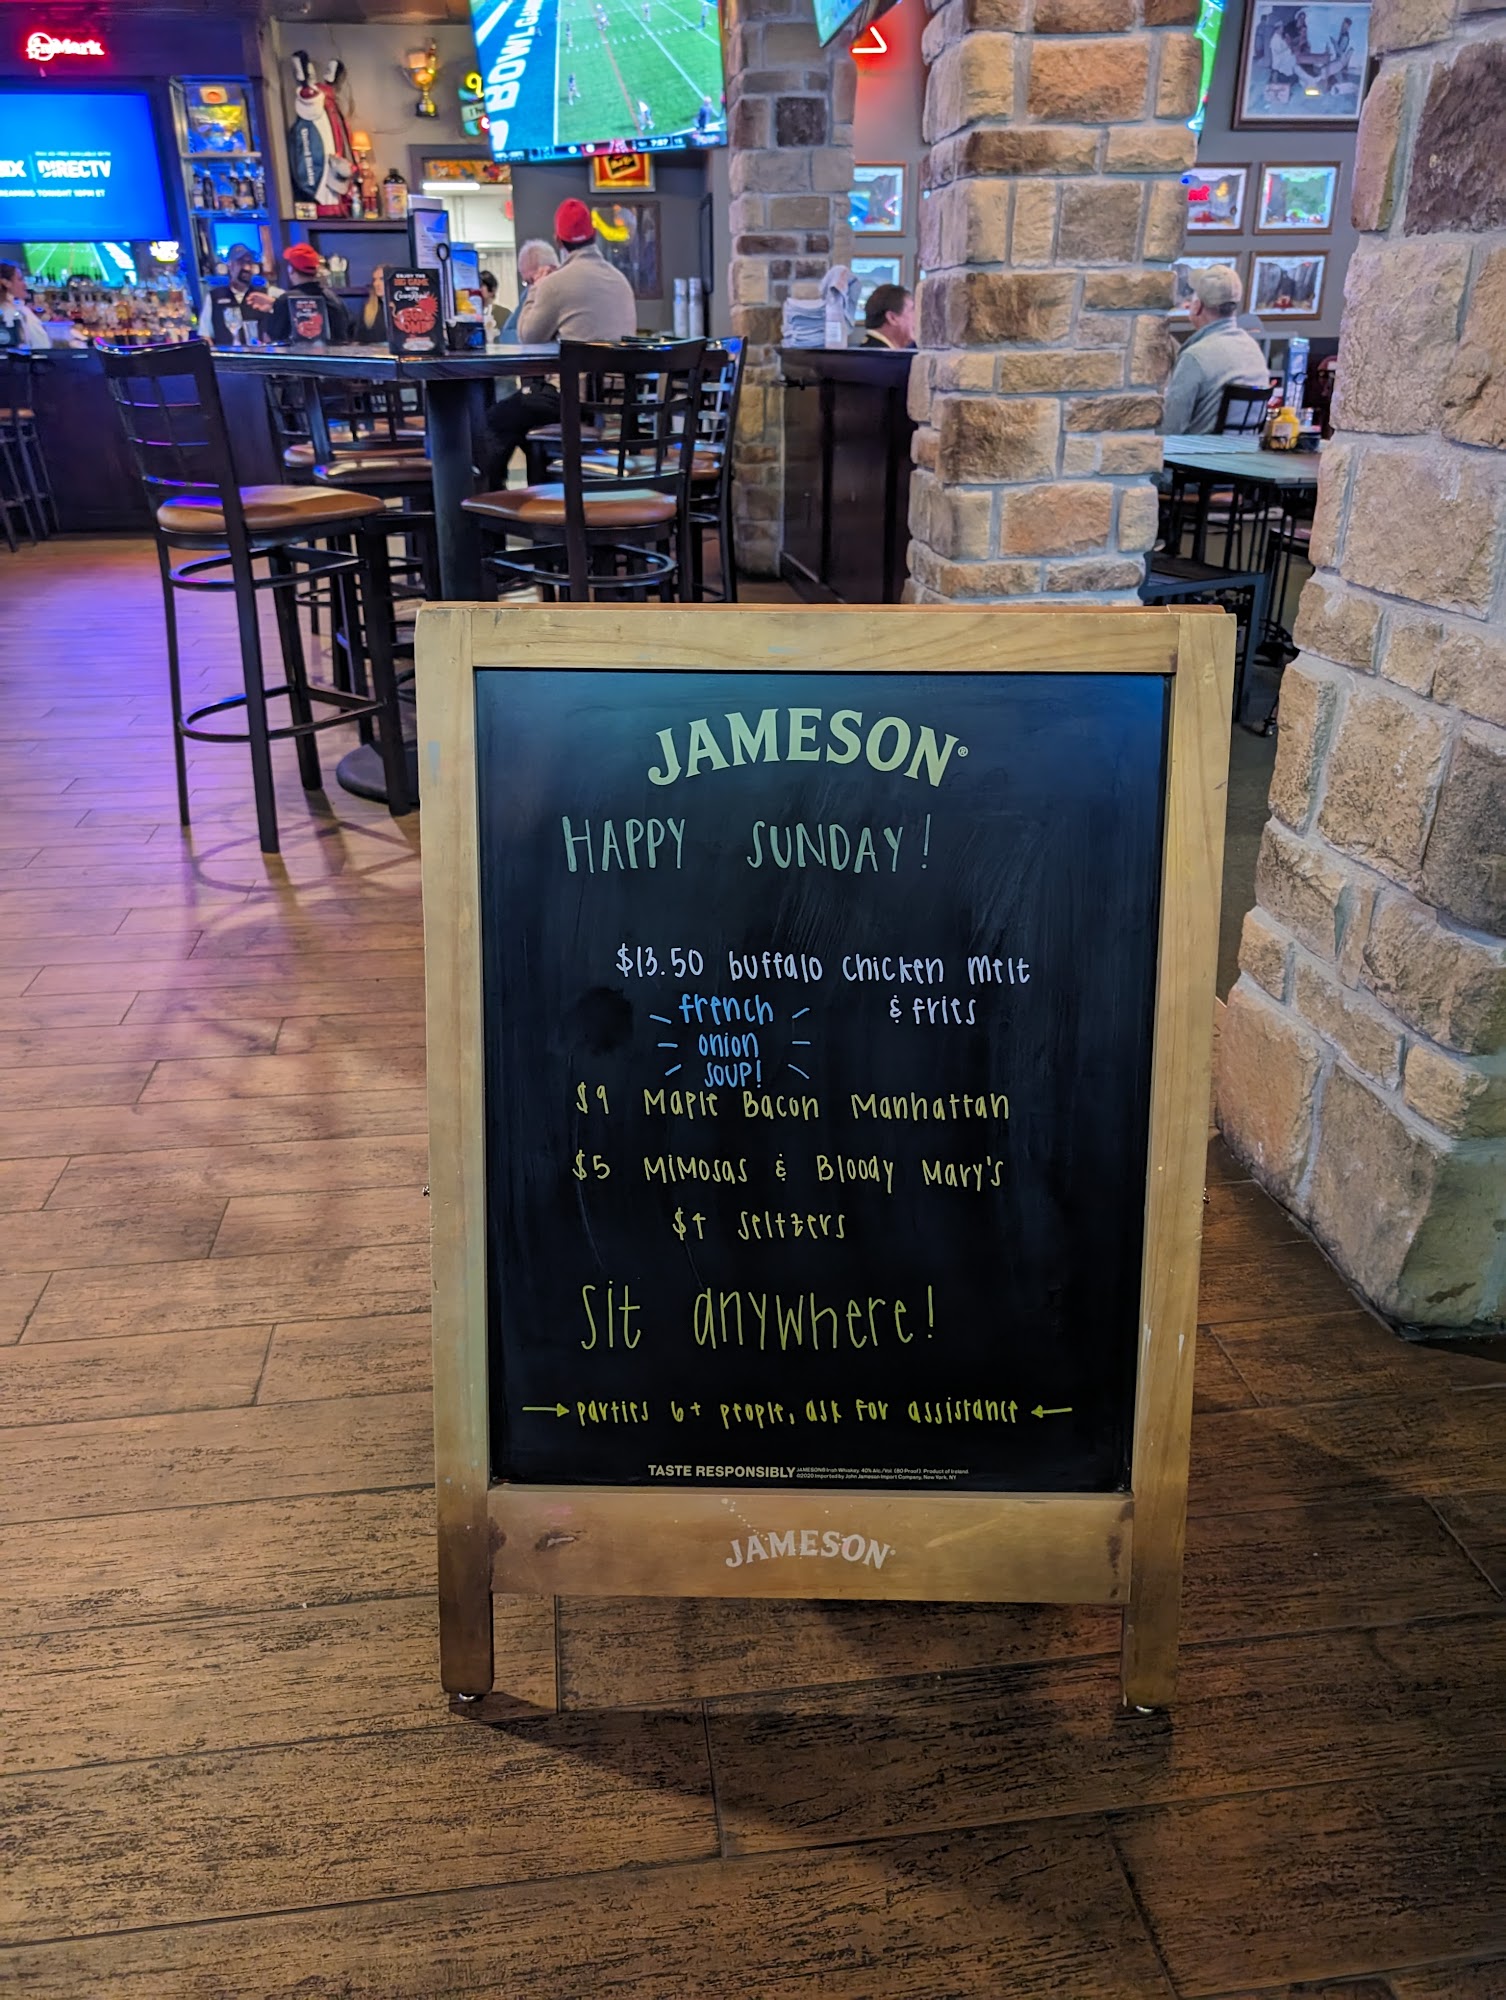 DIRECTV
JAMESON®
HAPPY SUNDAY!
$13.50 buffalo chicken melt
& fries
french
onion
soup!
$9 Maple Bacon Manhattan
$5 Mimosas & Bloody Mary's
$4 Seltzers
sit anywhere!
→ parties 6+ people, ask for assistance ←
TASTE RESPONSIBLY
JAMESON